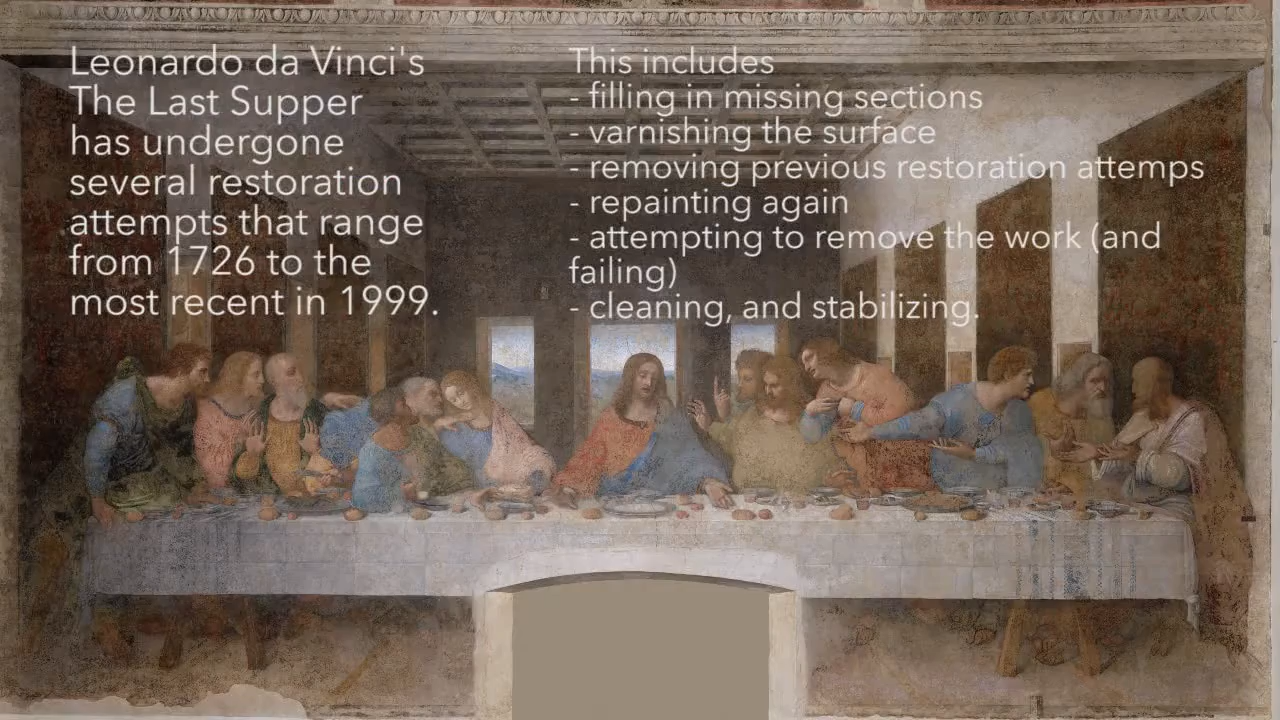 Leonardo da Vinci's
The Last Supper
has undergone
several restoration
attempts that range
from 1726 to the
most recent in 1999.
This includes
- filling in missing sections
- varnishing the surface
- removing previous restoration attemps
- repainting again
- attempting to remove the work (and
failing)
- cleaning, and stabilizing.